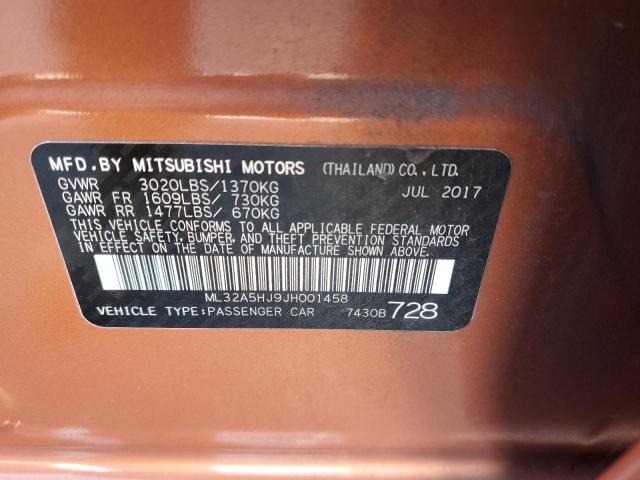 MFD.BY MITSUBISHI MOTORS (THAILAND)CO.,LTD.
GVWR 3020LBS/1370KG JUL 2017
GAWR FR 1609LBS/ 730KG
GAWR RR 1477LBS/ 670KG
THIS VEHICLE CONFORMS TO ALL APPLICABLE FEDERAL MOTOR
VEHICLE SAFETY, BUMPER, AND THEFT PREVENTION STANDARDS
IN EFFECT ON THE DATE OF MANUFACTURE SHOWN ABOVE.
ML32A5HJ9JH001458
VEHICLE TYPE:PASSENGER CAR 7430B 728